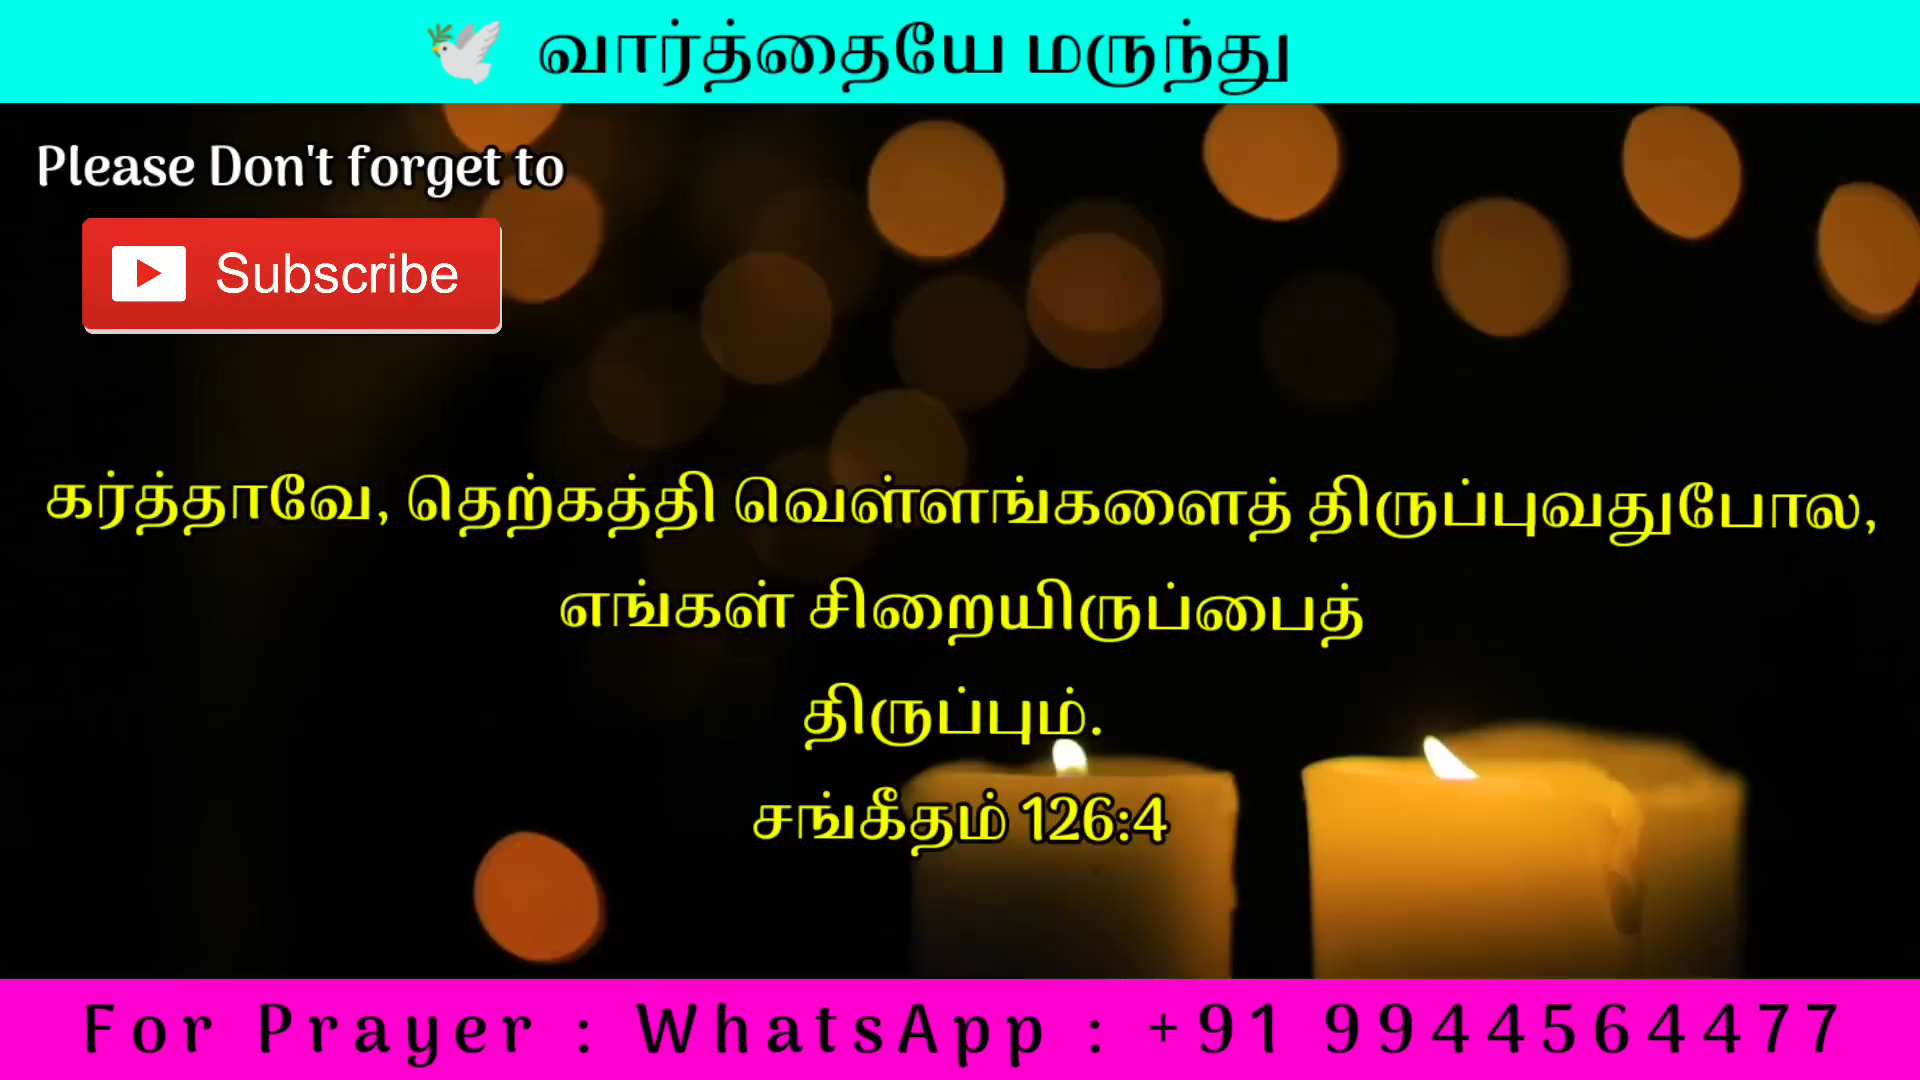 வார்த்தையே மருந்து
Please Don't forget to
Subscribe
கர்த்தாவே, தெற்கத்தி வெள்ளங்களைத் திருப்புவதுபோல,
எங்கள் சிறையிருப்பைத்
திருப்பும்.
சங்கீதம் 126:4
For Prayer : WhatsApp : +91 9944564477